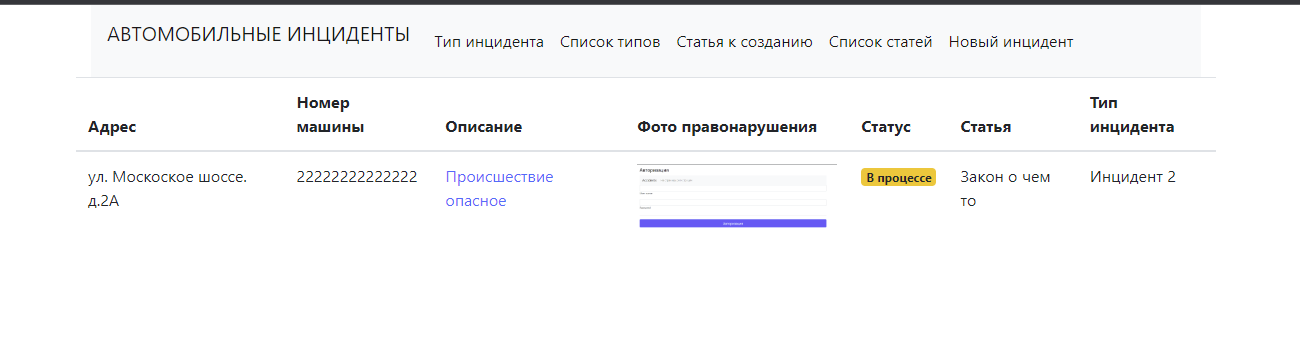 АВТОМОБИЛЬНЫЕ ИНЦИДЕНТЫ Тип инцидента Список типов Статья к созданию Список статей Новый инцидент
Адрес Номер машины Описание Фото правонарушения Статус Статья Тип инцидента
ул. Москоское шоссе. 22222222222222 Происшествие В процессе Закон о чем Инцидент 2
д.2А опасное то
Авторизация